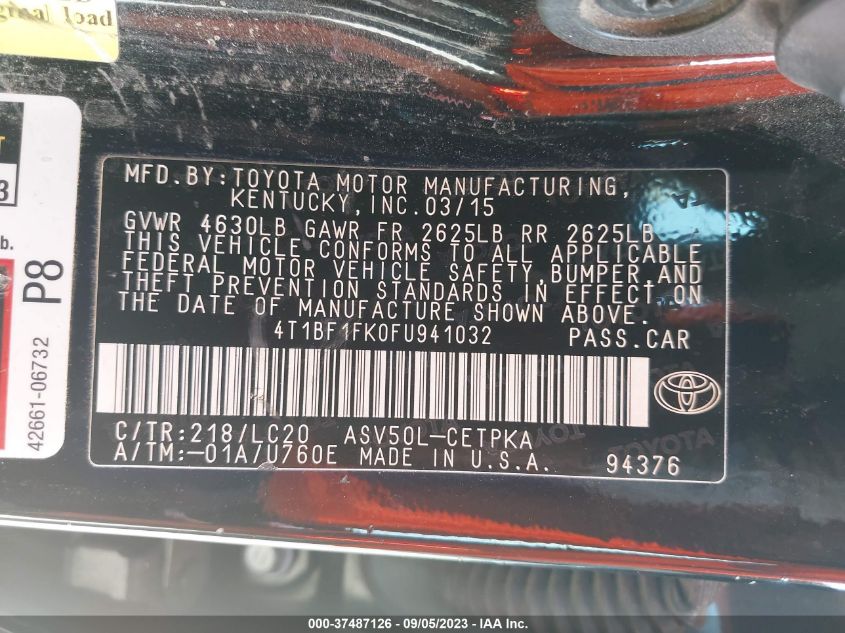 ginal load
3
b.
P8
42661-06732
MFD.BY:TOYOTA MOTOR MANUFACTURING,
KENTUCKY,INC.03/15
GVWR 4630LB GAWR FR 2625LB RR 2625LB
THIS VEHICLE CONFORMS TO ALL APPLICABLE
FEDERAL MOTOR VEHICLE SAFETY,BUMPER,AND
THEFT PREVENTION STANDARDS IN EFFECT ON
THE DATE OF MANUFACTURE SHOWN ABOVE.
4T1BF1FK0FU941032 PASS.CAR
C/TR:218/LC20 ASV50L-CETPKA
A/TM:-01A/U760E MADE IN U.S.A. 94376
000-37487126 - 09/05/2023 - IAA Inc.